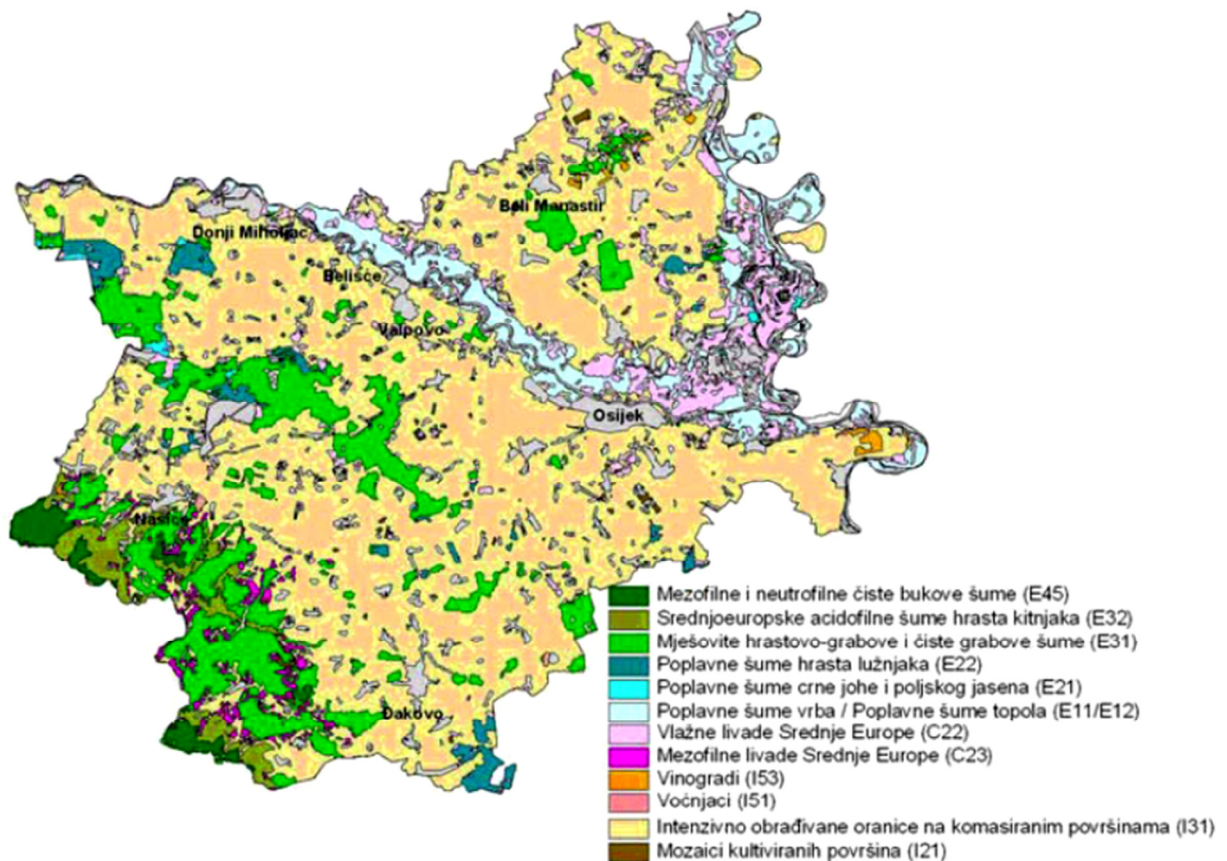 Beli Manastir
Donji Miholjac
Belišće
Valpovo
Osijek
Našice
Đakovo
Mezofilne i neutrofilne čiste bukove šume (E45)
Srednjoeuropske acidofilne šume hrasta kitnjaka (E32)
Mješovite hrastovo-grabove i čiste grabove šume (E31)
Poplavne šume hrasta lužnjaka (E22)
Poplavne šume crne johe i poljskog jasena (E21)
Poplavne šume vrba / Poplavne šume topola (E11/E12)
Vlažne livade Srednje Europe (C22)
Mezofilne livade Srednje Europe (C23)
Vinogradi (I53)
Voćnjaci (I51)
Intenzivno obrađivane oranice na komasiranim površinama (I31)
Mozaici kultiviranih površina (I21)